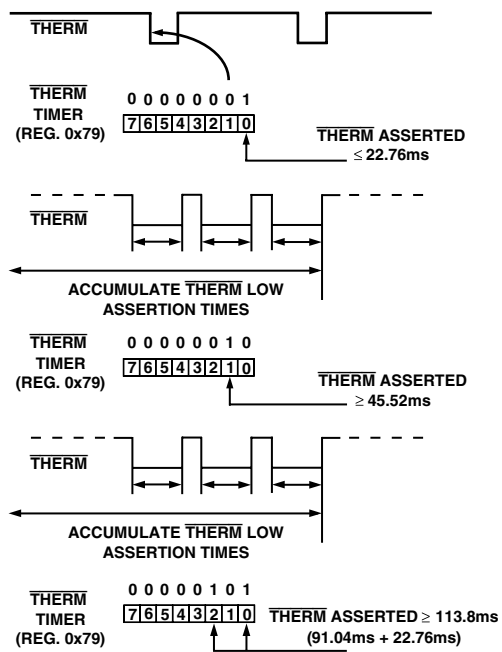 THERM
THERM
TIMER
(REG. 0x79)
0 0 0 0 0 0 0 1
7 6 5 4 3 2 1 0
THERM ASSERTED
≤ 22.76ms
THERM
ACCUMULATE THERM LOW
ASSERTION TIMES
THERM
TIMER
(REG. 0x79)
0 0 0 0 0 0 1 0
7 6 5 4 3 2 1 0
THERM ASSERTED
≥ 45.52ms
THERM
ACCUMULATE THERM LOW
ASSERTION TIMES
THERM
TIMER
(REG. 0x79)
0 0 0 0 0 1 0 1
7 6 5 4 3 2 1 0
THERM ASSERTED ≥ 113.8ms
(91.04ms + 22.76ms)